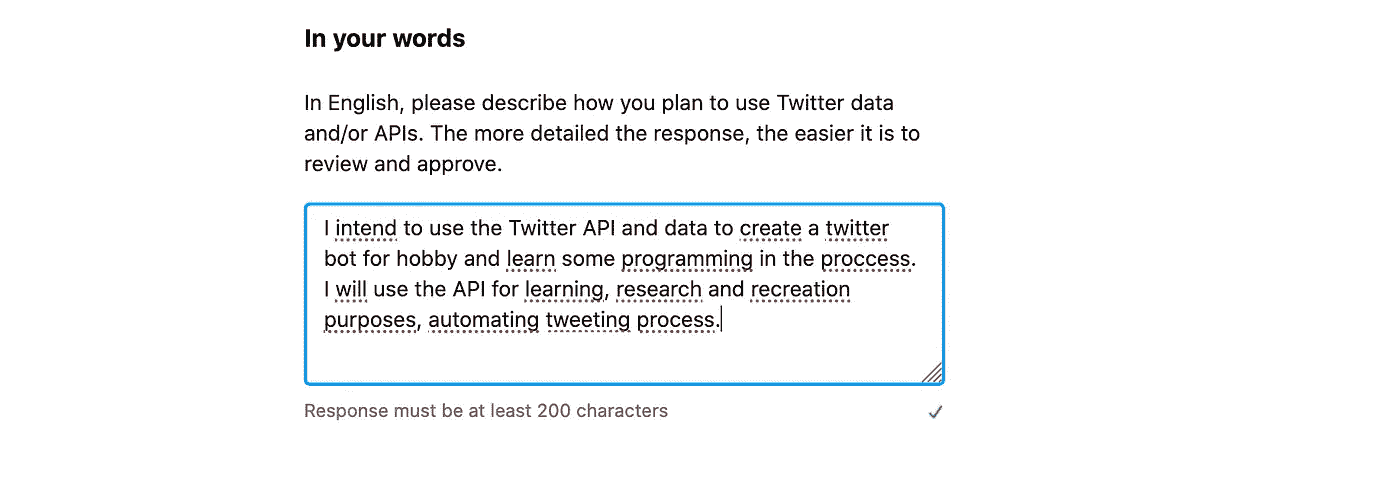 In your words
In English, please describe how you plan to use Twitter data
and/or APIs. The more detailed the response, the easier it is to
review and approve.
I intend to use the Twitter API and data to create a twitter
bot for hobby and learn some programming in the proccess.
I will use the API for learning, research and recreation
purposes, automating tweeting process.
Response must be at least 200 characters